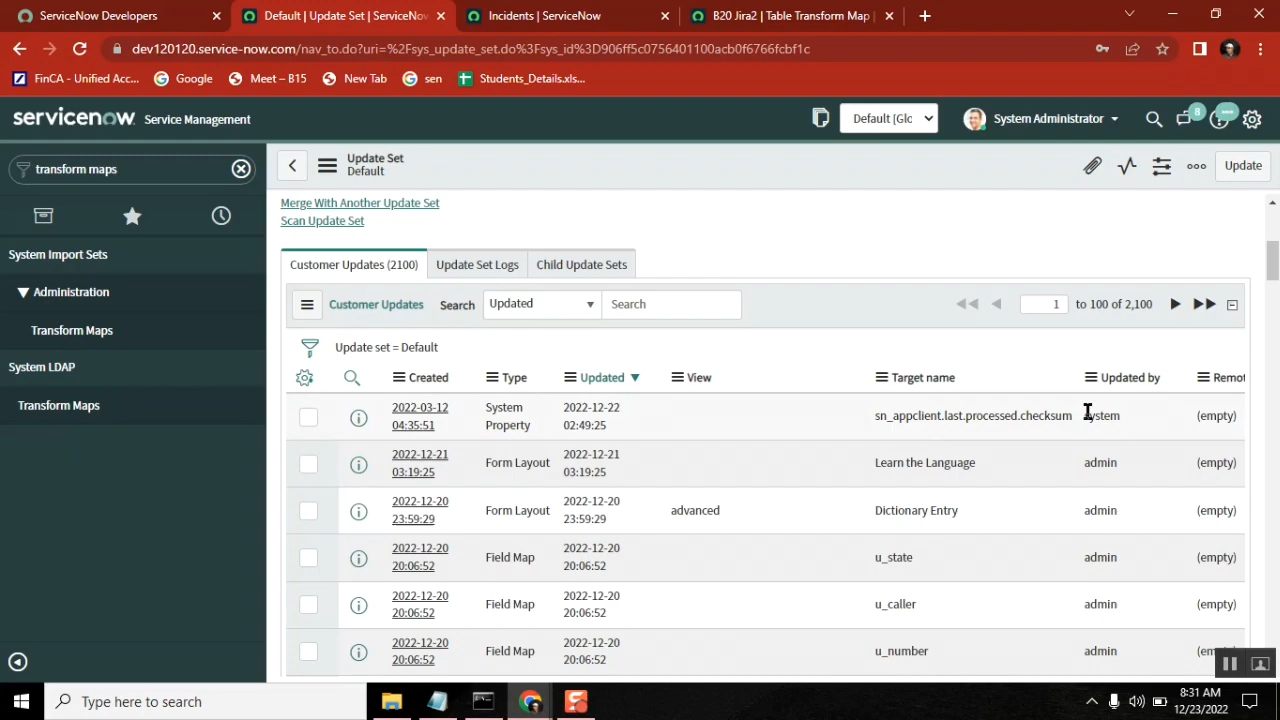 ServiceNow Developers
Default | Update Set | ServiceNow
Incidents | ServiceNow
B20 Jira2 | Table Transform Map |
dev120120.service-now.com/nav_to.do?uri=%2Fsys_update_set.do%3Fsys_id%3D906ff5c0756401100acb0f6766fcbf1c
FinCA - Unified Acc...
Google
Meet – B15
New Tab
sen
Students_Details.xls...
servicenow. Service Management
Default [Glo
System Administrator
8
transform maps
Update Set
Default
Update
System Import Sets
Administration
Transform Maps
System LDAP
Transform Maps
Merge With Another Update Set
Scan Update Set
Customer Updates (2100) Update Set Logs Child Update Sets
Customer Updates Search Updated Search 1 to 100 of 2,100
Update set = Default
Created Type Updated View Target name Updated by Remot
2022-03-12 04:35:51 System Property 2022-12-22 02:49:25 sn_appclient.last.processed.checksum system (empty)
2022-12-21 03:19:25 Form Layout 2022-12-21 03:19:25 Learn the Language admin (empty)
2022-12-20 23:59:29 Form Layout 2022-12-20 23:59:29 advanced Dictionary Entry admin (empty)
2022-12-20 20:06:52 Field Map 2022-12-20 20:06:52 u_state admin (empty)
2022-12-20 20:06:52 Field Map 2022-12-20 20:06:52 u_caller admin (empty)
2022-12-20 20:06:52 Field Map 2022-12-20 20:06:52 u_number admin
Type here to search
8:31 AM
12/23/2022